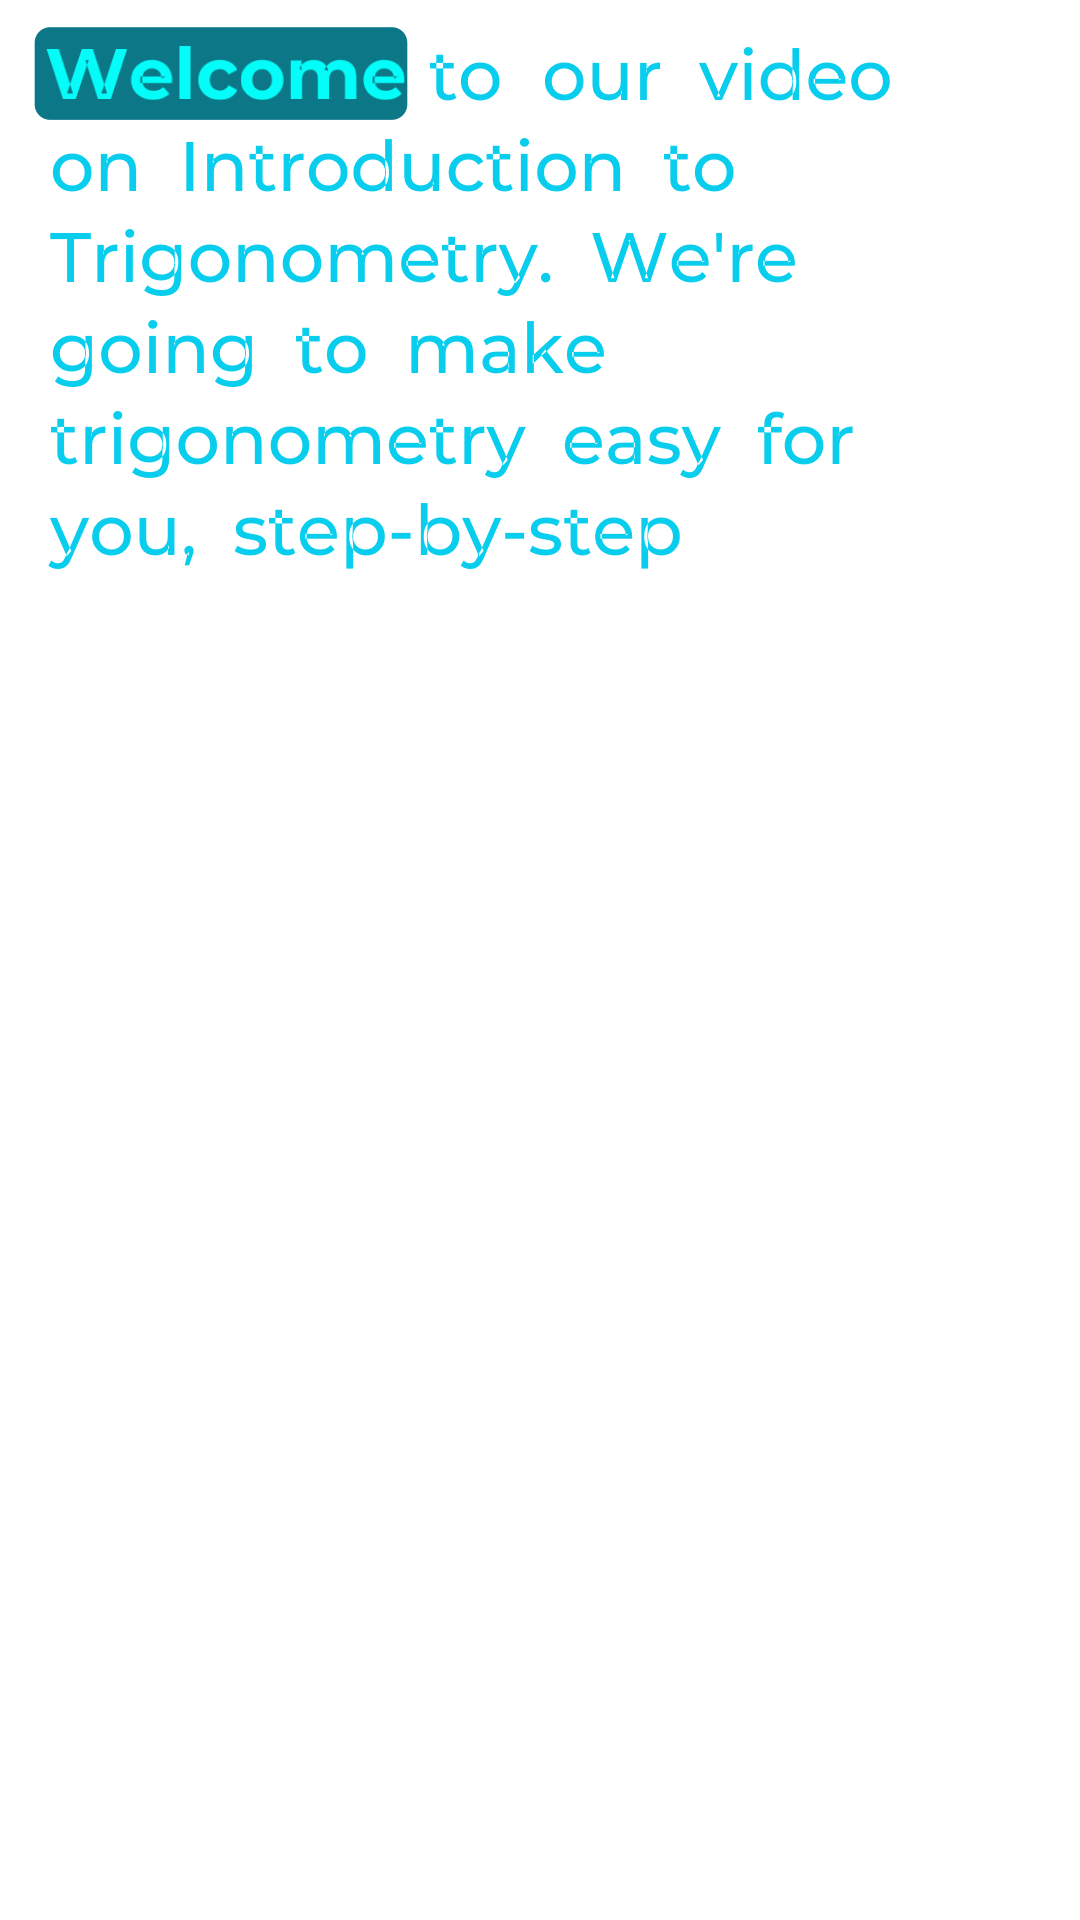 Welcome to our video
on Introduction to
Trigonometry. We're
going to make
trigonometry easy for
you, step-by-step